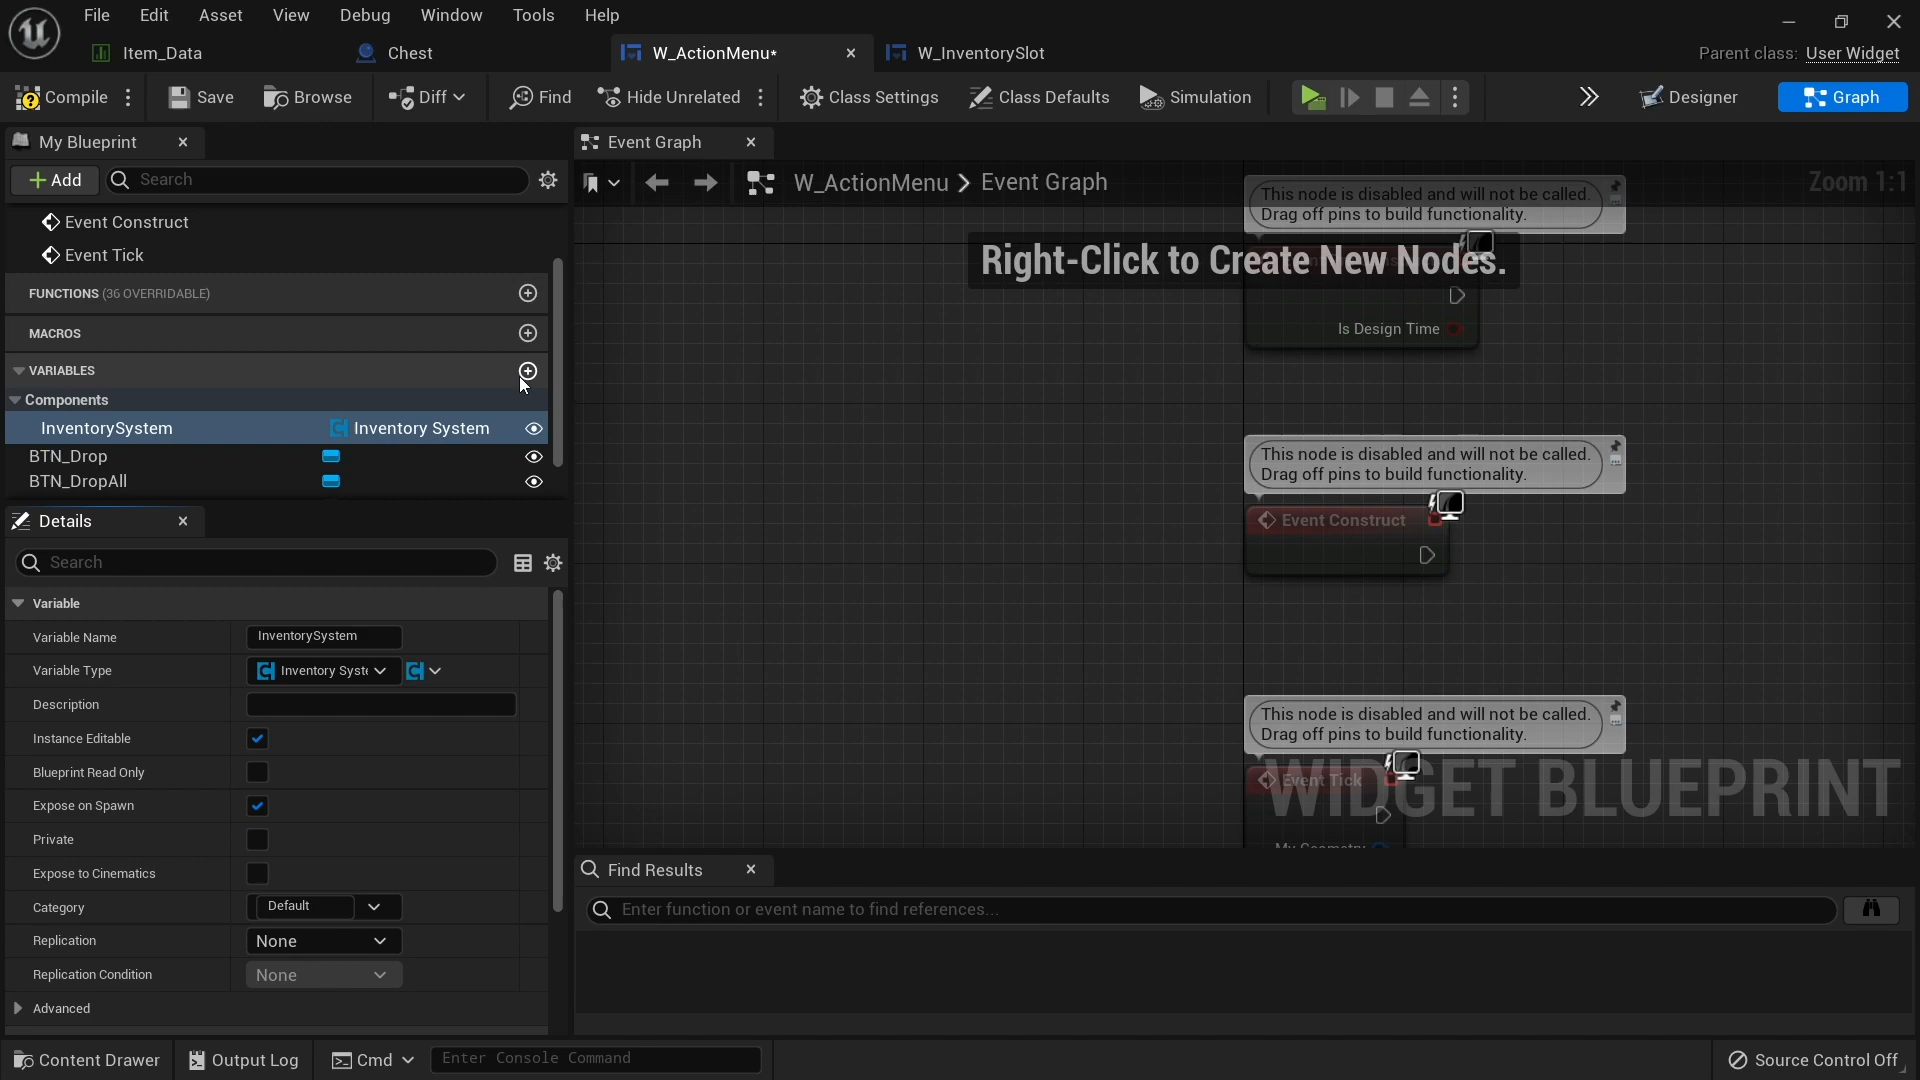 File Edit Asset View Debug Window Tools Help
Item_Data Chest W_ActionMenu* W_InventorySlot Parent class: User Widget
Compile Save Browse Diff Find Hide Unrelated Class Settings Class Defaults Simulation Designer Graph
My Blueprint
Add Search
Event Construct
Event Tick
FUNCTIONS (36 OVERRIDABLE)
MACROS
VARIABLES
Components
InventorySystem Inventory System
BTN_Drop
BTN_DropAll
Details
Search
Variable
Variable Name InventorySystem
Variable Type Inventory Syst
Description
Instance Editable
Blueprint Read Only
Expose on Spawn
Private
Expose to Cinematics
Category Default
Replication None
Replication Condition None
Advanced
Event Graph
W_ActionMenu > Event Graph
Zoom 1:1
This node is disabled and will not be called.
Drag off pins to build functionality.
Right-Click to Create New Nodes.
Is Design Time
This node is disabled and will not be called.
Drag off pins to build functionality.
Event Construct
This node is disabled and will not be called.
Drag off pins to build functionality.
Event Tick
My Geometry
WIDGET BLUEPRINT
Find Results
Enter function or event name to find references...
Content Drawer Output Log Cmd Enter Console Command Source Control Off